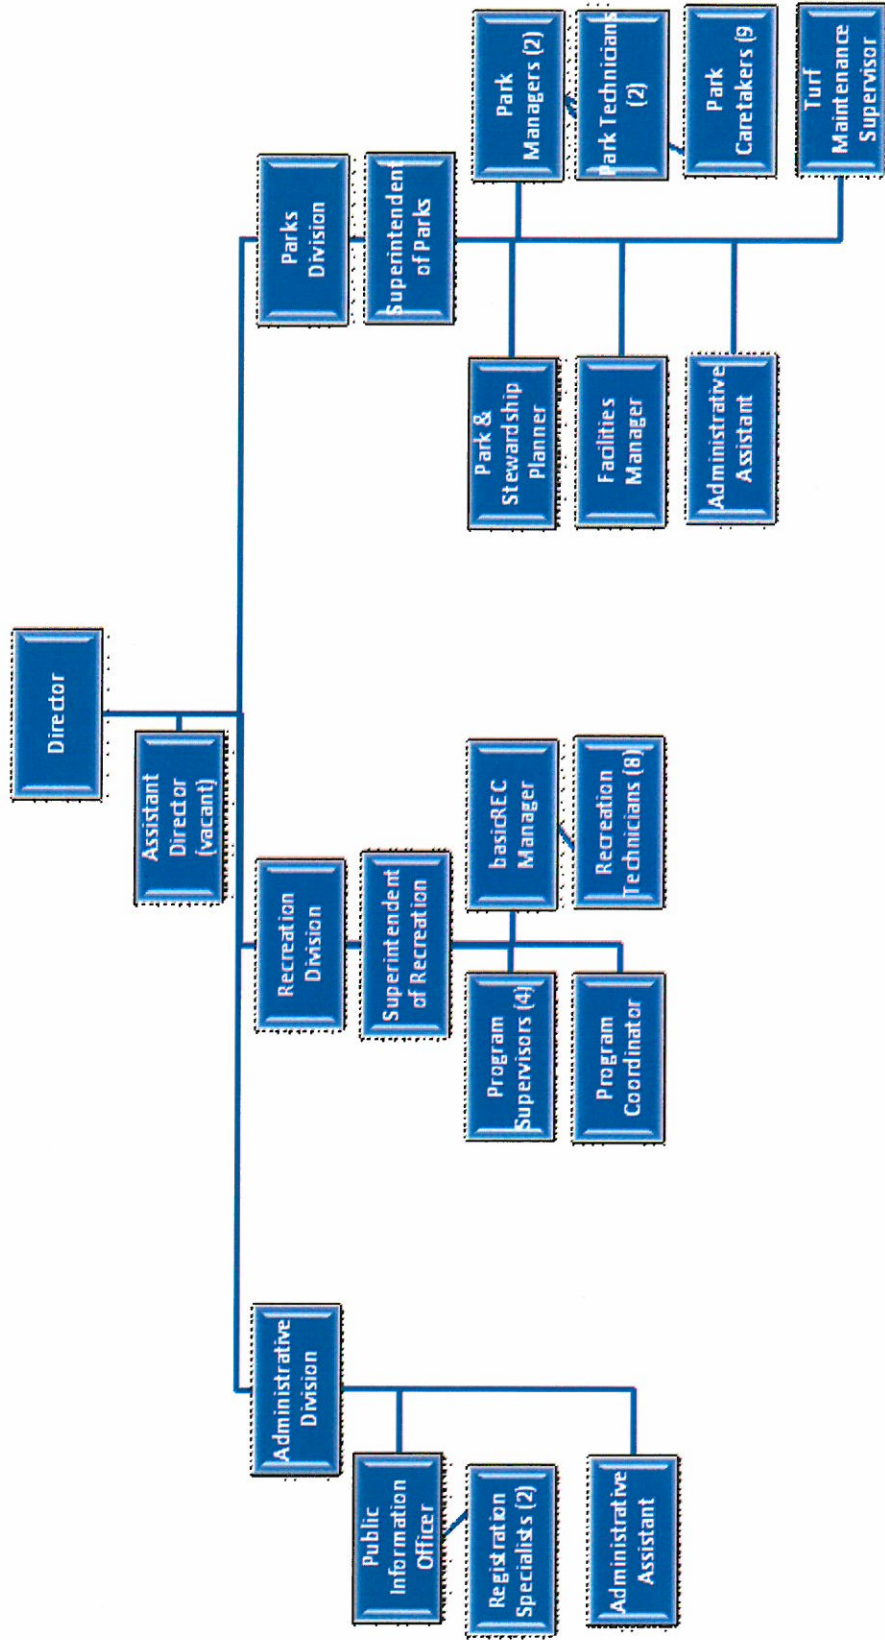 Director
Assistant
Director
(vacant)
Administrative
Division
Public
Information
Officer
Registration
Specialists (2)
Administrative
Assistant
Recreation
Division
Superintendent
of Recreation
Program
Supervisors (4)
basicREC
Manager
Recreation
Technicians (8)
Program
Coordinator
Parks
Division
Superintendent
of Parks
Park &
Stewardship
Planner
Park
Managers (2)
Park Technicians
(2)
Facilities
Manager
Park
Caretakers (9
Administrative
Assistant
Turf
Maintenance
Supervisor